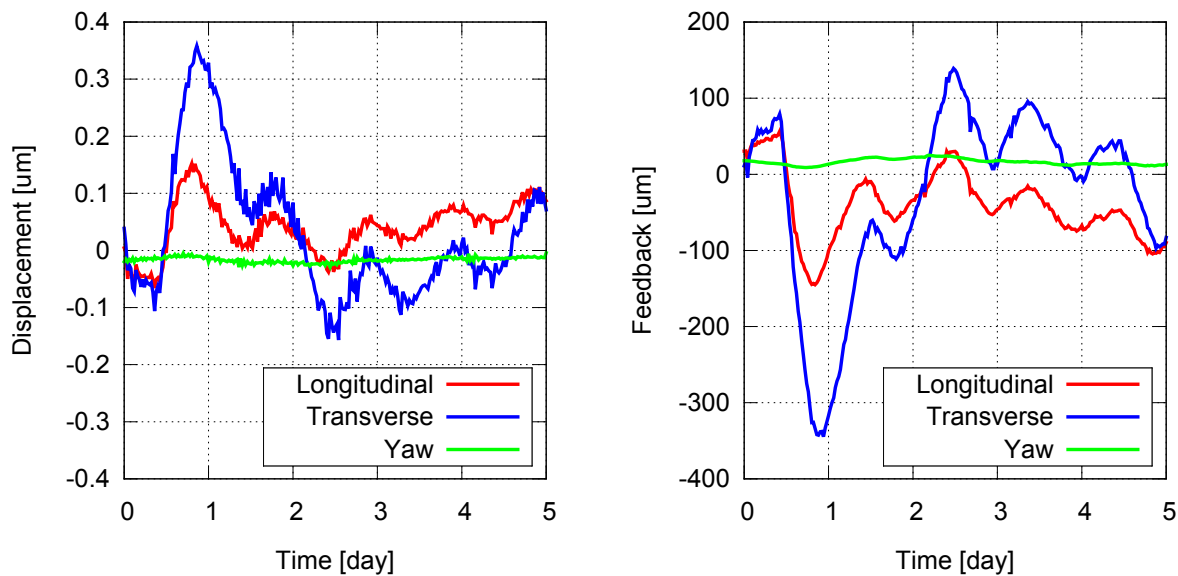 Displacement [um]
0.4
0.3
0.2
0.1
0
-0.1
-0.2
-0.3
-0.4
Longitudinal
Transverse
Yaw
0 1 2 3 4 5
Time [day]
Feedback [um]
200
100
0
-100
-200
-300
-400
Longitudinal
Transverse
Yaw
0 1 2 3 4 5
Time [day]